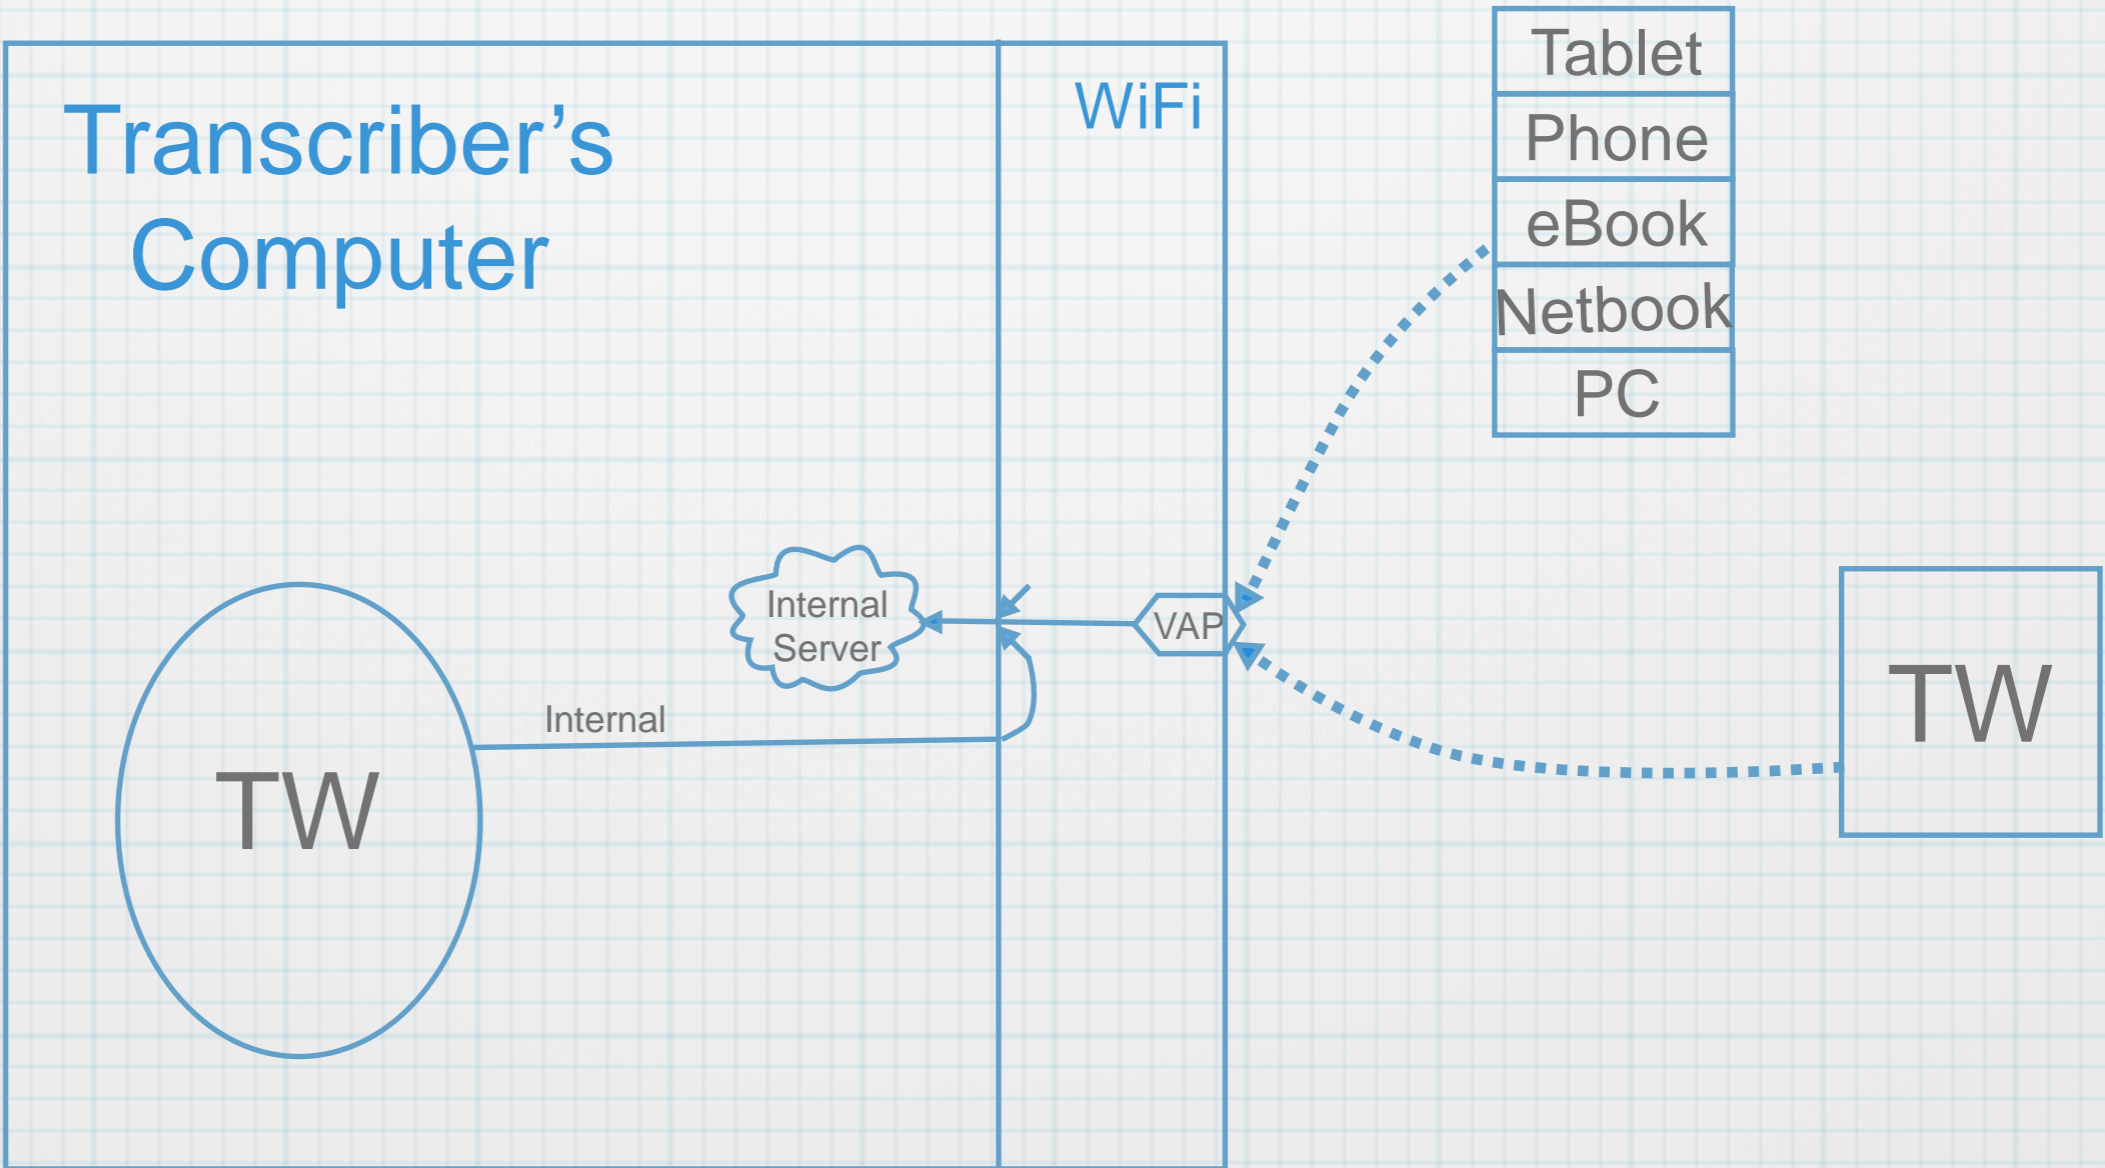 Transcriber’s
Computer
WiFi
Tablet
Phone
eBook
Netbook
PC
Internal
Server
VAP
Internal
TW
TW